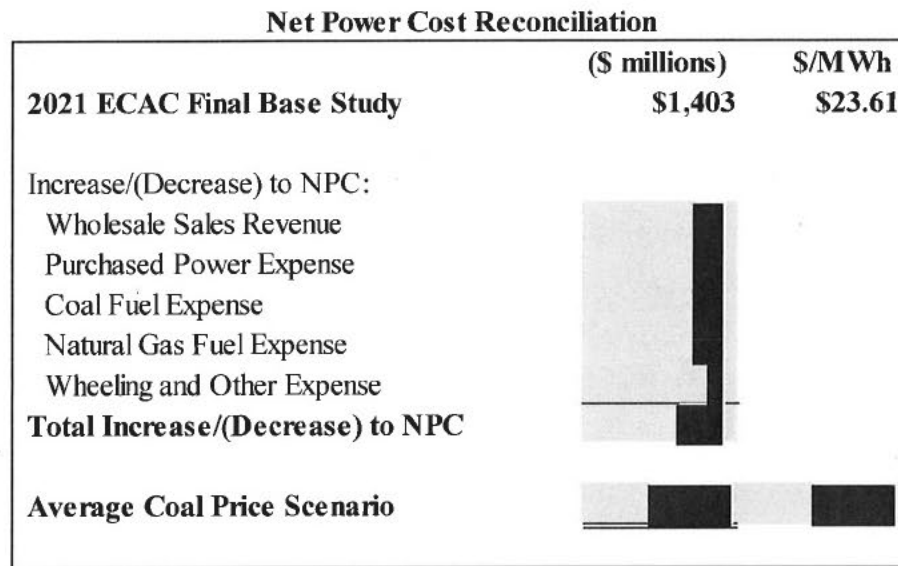 Net Power Cost Reconciliation
($ millions) $/MWh
2021 ECAC Final Base Study $1,403 $23.61
Increase/(Decrease) to NPC:
Wholesale Sales Revenue
Purchased Power Expense
Coal Fuel Expense
Natural Gas Fuel Expense
Wheeling and Other Expense
Total Increase/(Decrease) to NPC
Average Coal Price Scenario